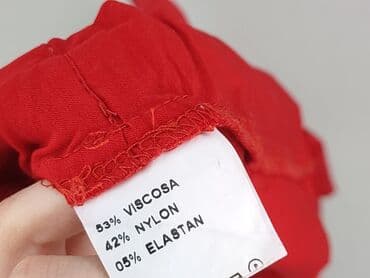 53% VISCOSA
42% NYLON
05% ELASTAN